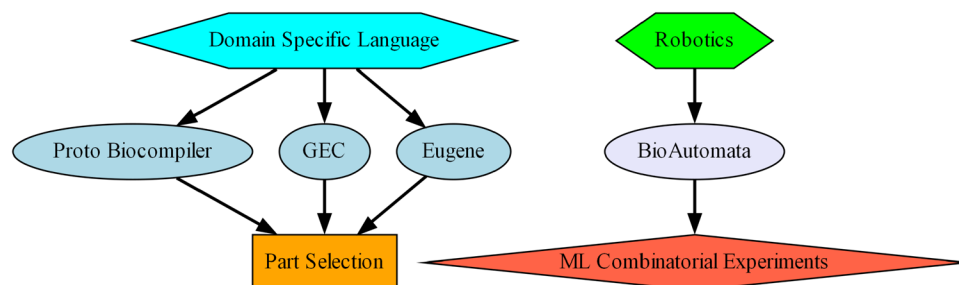 Domain Specific Language
Robotics
Proto Biocompiler
GEC
Eugene
BioAutomata
Part Selection
ML Combinatorial Experiments